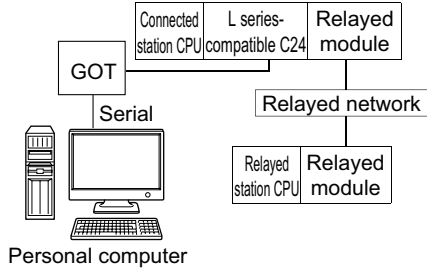 Connected
station CPU
L series-
compatible C24
Relayed
module
GOT
Serial
Relayed network
Relayed
station CPU
Relayed
module
Personal computer